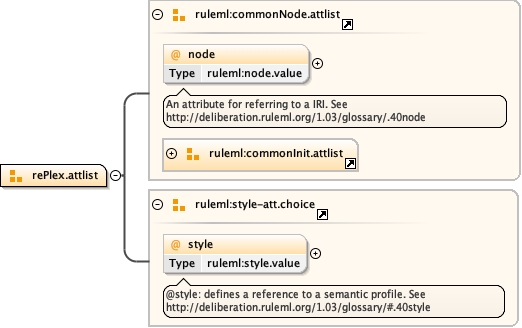 ruleml:commonNode.attlist
@ node
Type ruleml:node.value
An attribute for referring to a IRI. See
http://deliberation.ruleml.org/1.03/glossary/.40node
ruleml:commonInit.attlist
rePlex.attlist
ruleml:style-att.choice
@ style
Type ruleml:style.value
@style: defines a reference to a semantic profile. See
http://deliberation.ruleml.org/1.03/glossary/#.40style